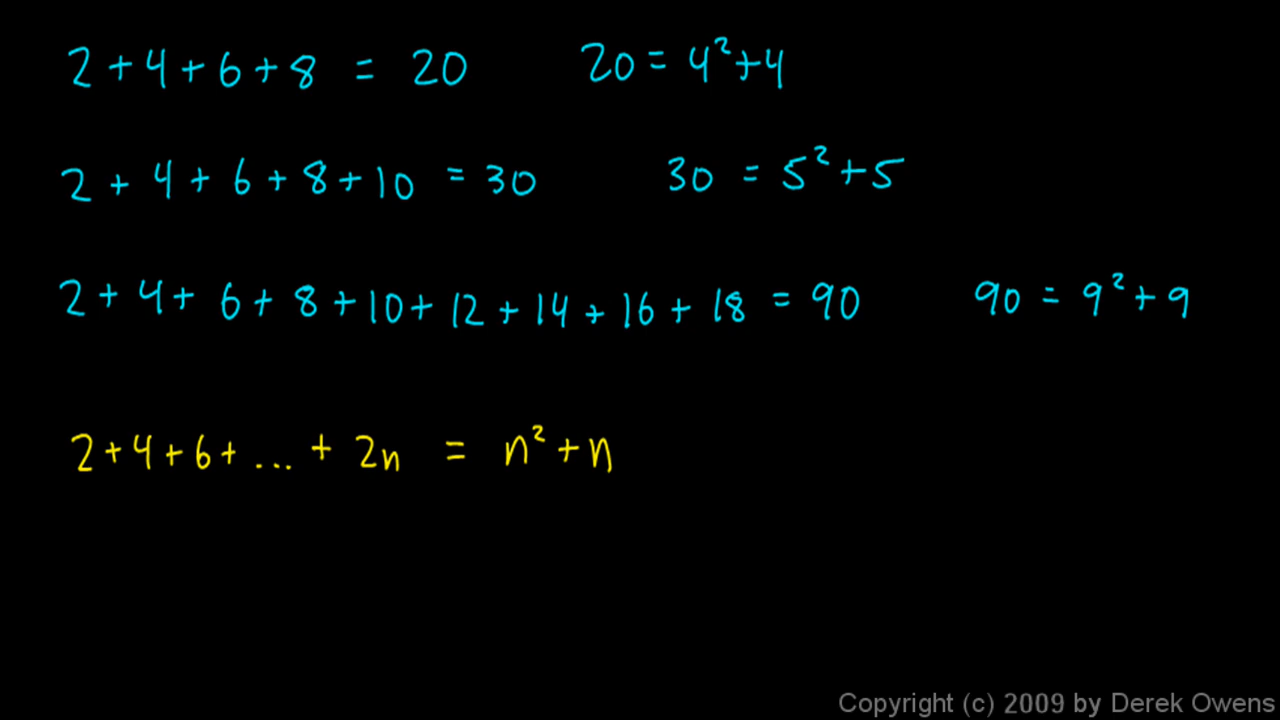 2 + 4 + 6 + 8 = 20 20 = 4² + 4
2 + 4 + 6 + 8 + 10 = 30 30 = 5² + 5
2 + 4 + 6 + 8 + 10 + 12 + 14 + 16 + 18 = 90 90 = 9² + 9
2 + 4 + 6 + ... + 2n = n² + n
Copyright (c) 2009 by Derek Owens